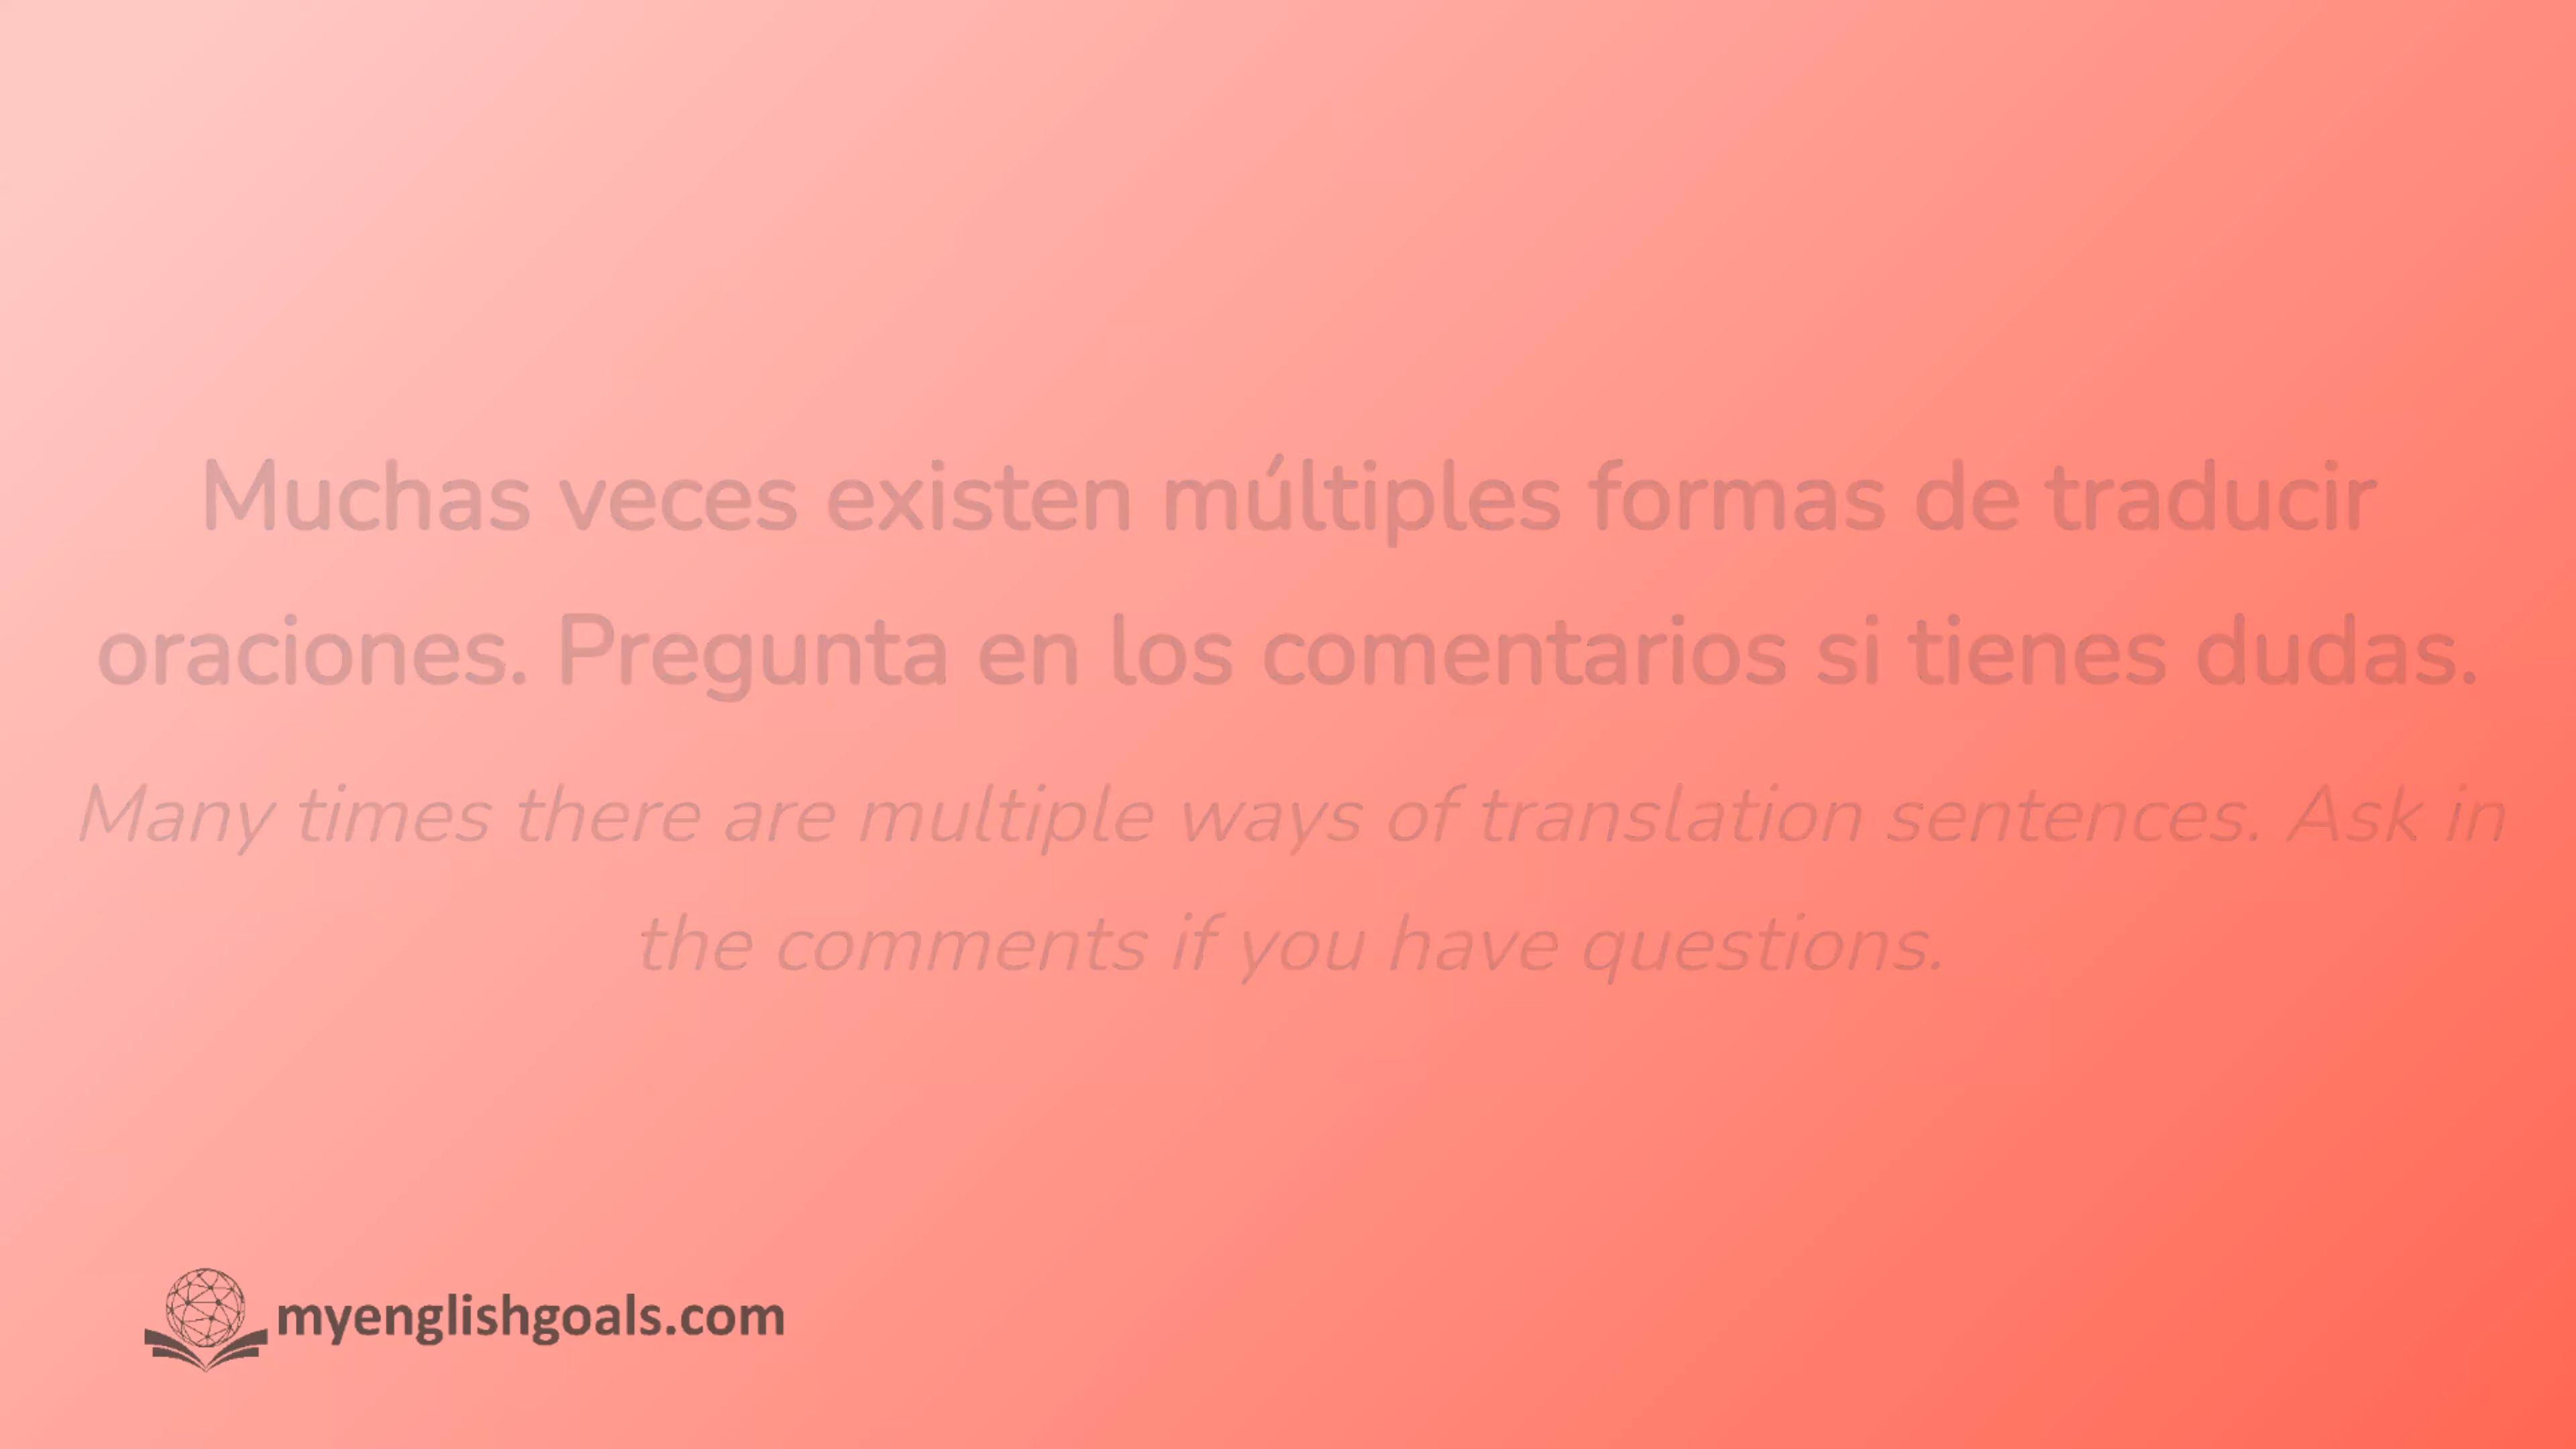 Muchas veces existen múltiples formas de traducir
oraciones. Pregunta en los comentarios si tienes dudas.
Many times there are multiple ways of translation sentences. Ask in
the comments if you have questions.
myenglishgoals.com